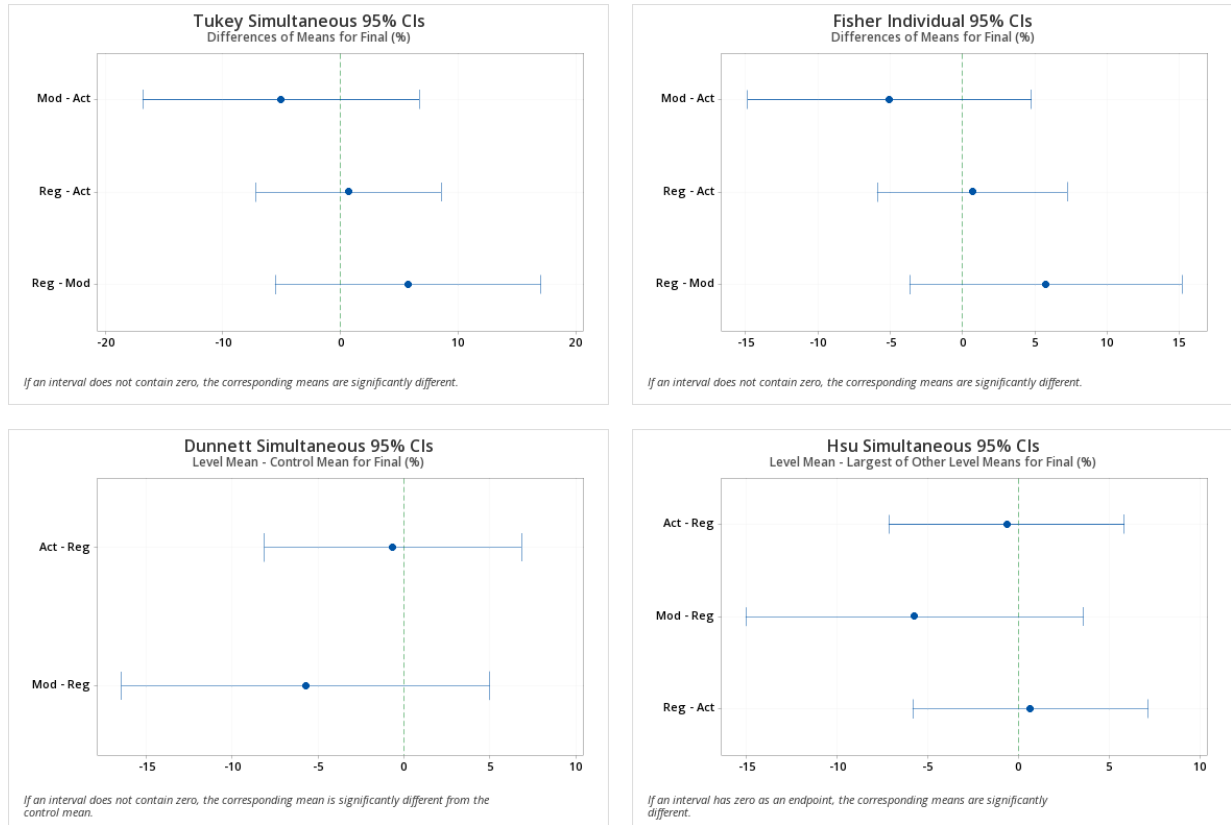 Tukey Simultaneous 95% CIs
Differences of Means for Final (%)
Mod - Act
Reg - Act
Reg - Mod
-20 -10 0 10 20
If an interval does not contain zero, the corresponding means are significantly different.
Fisher Individual 95% CIs
Differences of Means for Final (%)
Mod - Act
Reg - Act
Reg - Mod
-15 -10 -5 0 5 10 15
If an interval does not contain zero, the corresponding means are significantly different.
Dunnett Simultaneous 95% CIs
Level Mean - Control Mean for Final (%)
Act - Reg
Mod - Reg
-15 -10 -5 0 5 10
If an interval does not contain zero, the corresponding mean is significantly different from the
control mean.
Hsu Simultaneous 95% CIs
Level Mean - Largest of Other Level Means for Final (%)
Act - Reg
Mod - Reg
Reg - Act
-15 -10 -5 0 5 10
If an interval has zero as an endpoint, the corresponding means are significantly
different.